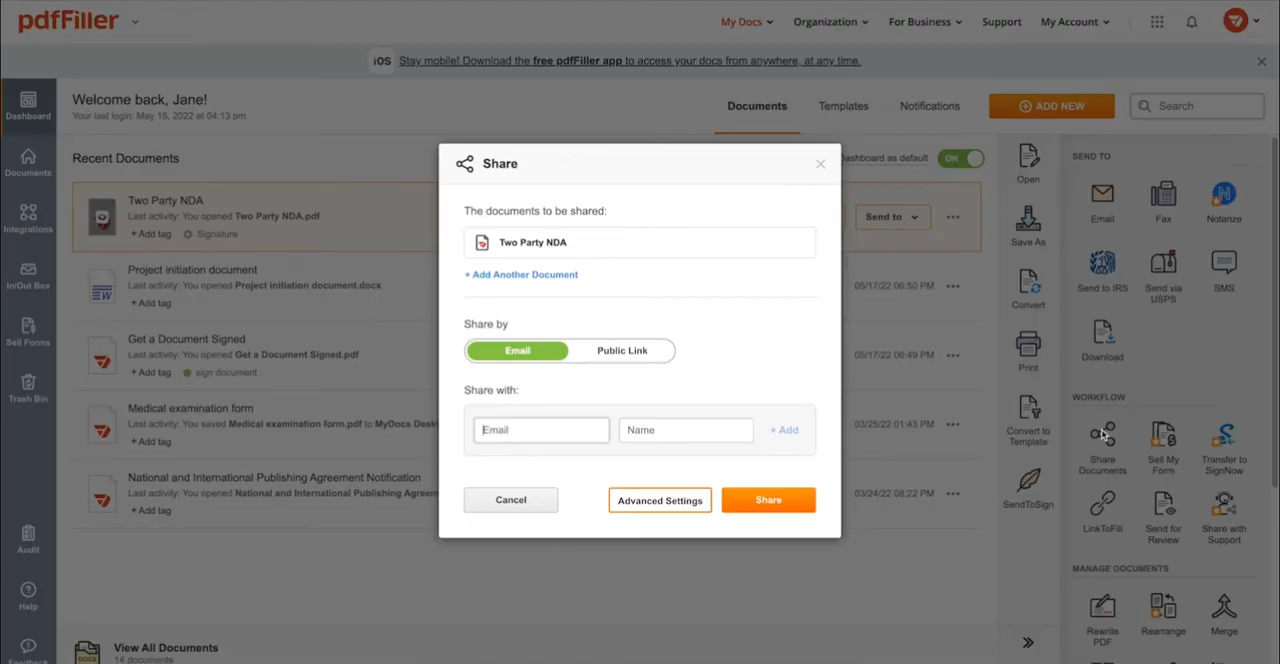 pdfFiller
My Docs
Organization
For Business
Support
My Account
iOS
Stay mobile! Download the free pdfFiller app to access your docs from anywhere, at any time.
Dashboard
Documents
Integrations
In/Out Box
Sell Forms
Trash Bin
Audit
Help
Feedback
Welcome back, Jane!
Your last login: May 15, 2022 at 04:13 pm
Documents
Templates
Notifications
ADD NEW
Search
Recent Documents
Dashboard as default
ON
Two Party NDA
Last activity: You opened Two Party NDA.pdf
+ Add tag
Signature
Send to
Project initiation document
Last activity: You opened Project initiation document.docx
+ Add tag
05/17/22 06:50 PM
Get a Document Signed
Last activity: You opened Get a Document Signed.pdf
+ Add tag
sign document
05/17/22 06:49 PM
Medical examination form
Last activity: You saved Medical examination form.pdf to MyDocs Desk
+ Add tag
03/25/22 01:43 PM
National and International Publishing Agreement Notification
Last activity: You opened National and International Publishing Agreem
+ Add tag
03/24/22 08:22 PM
View All Documents
14 documents
DOCS
Share
The documents to be shared:
Two Party NDA
+ Add Another Document
Share by
Email
Public Link
Share with:
Email
Name
+ Add
Cancel
Advanced Settings
Share
Open
Save As
Convert
Print
Convert to
Template
SendToSign
SEND TO
Email
Fax
Notarize
Send to IRS
Send via
USPS
SMS
Download
WORKFLOW
Share
Documents
Sell My
Form
Transfer to
SignNow
LinkToFill
Send for
Review
Share with
Support
MANAGE DOCUMENTS
Rewrite
PDF
Rearrange
Merge